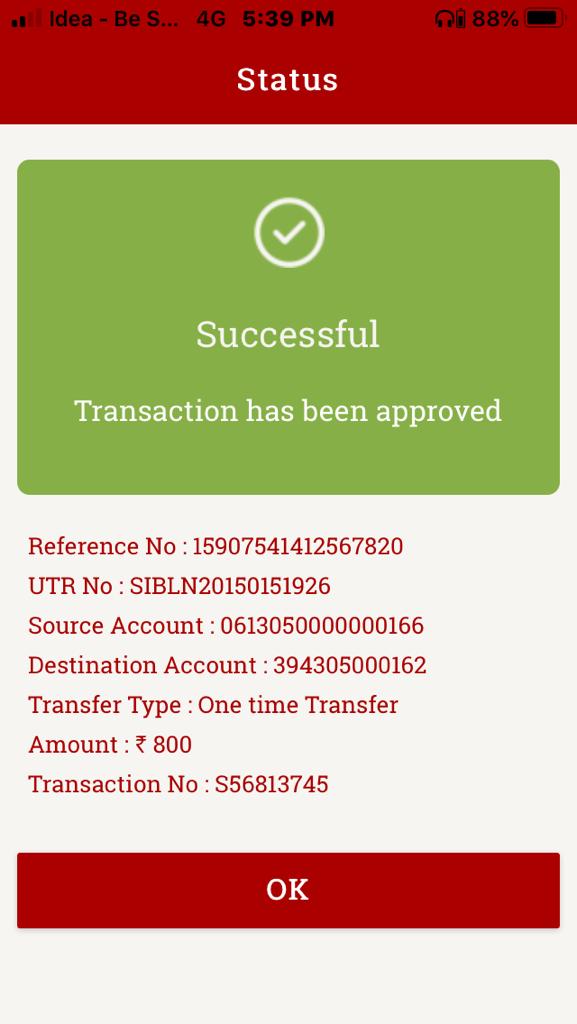 Idea - Be S... 4G 5:39 PM 88%
Status
Successful
Transaction has been approved
Reference No : 15907541412567820
UTR No : SIBLN20150151926
Source Account : 0613050000000166
Destination Account : 394305000162
Transfer Type : One time Transfer
Amount : ₹ 800
Transaction No : S56813745
OK